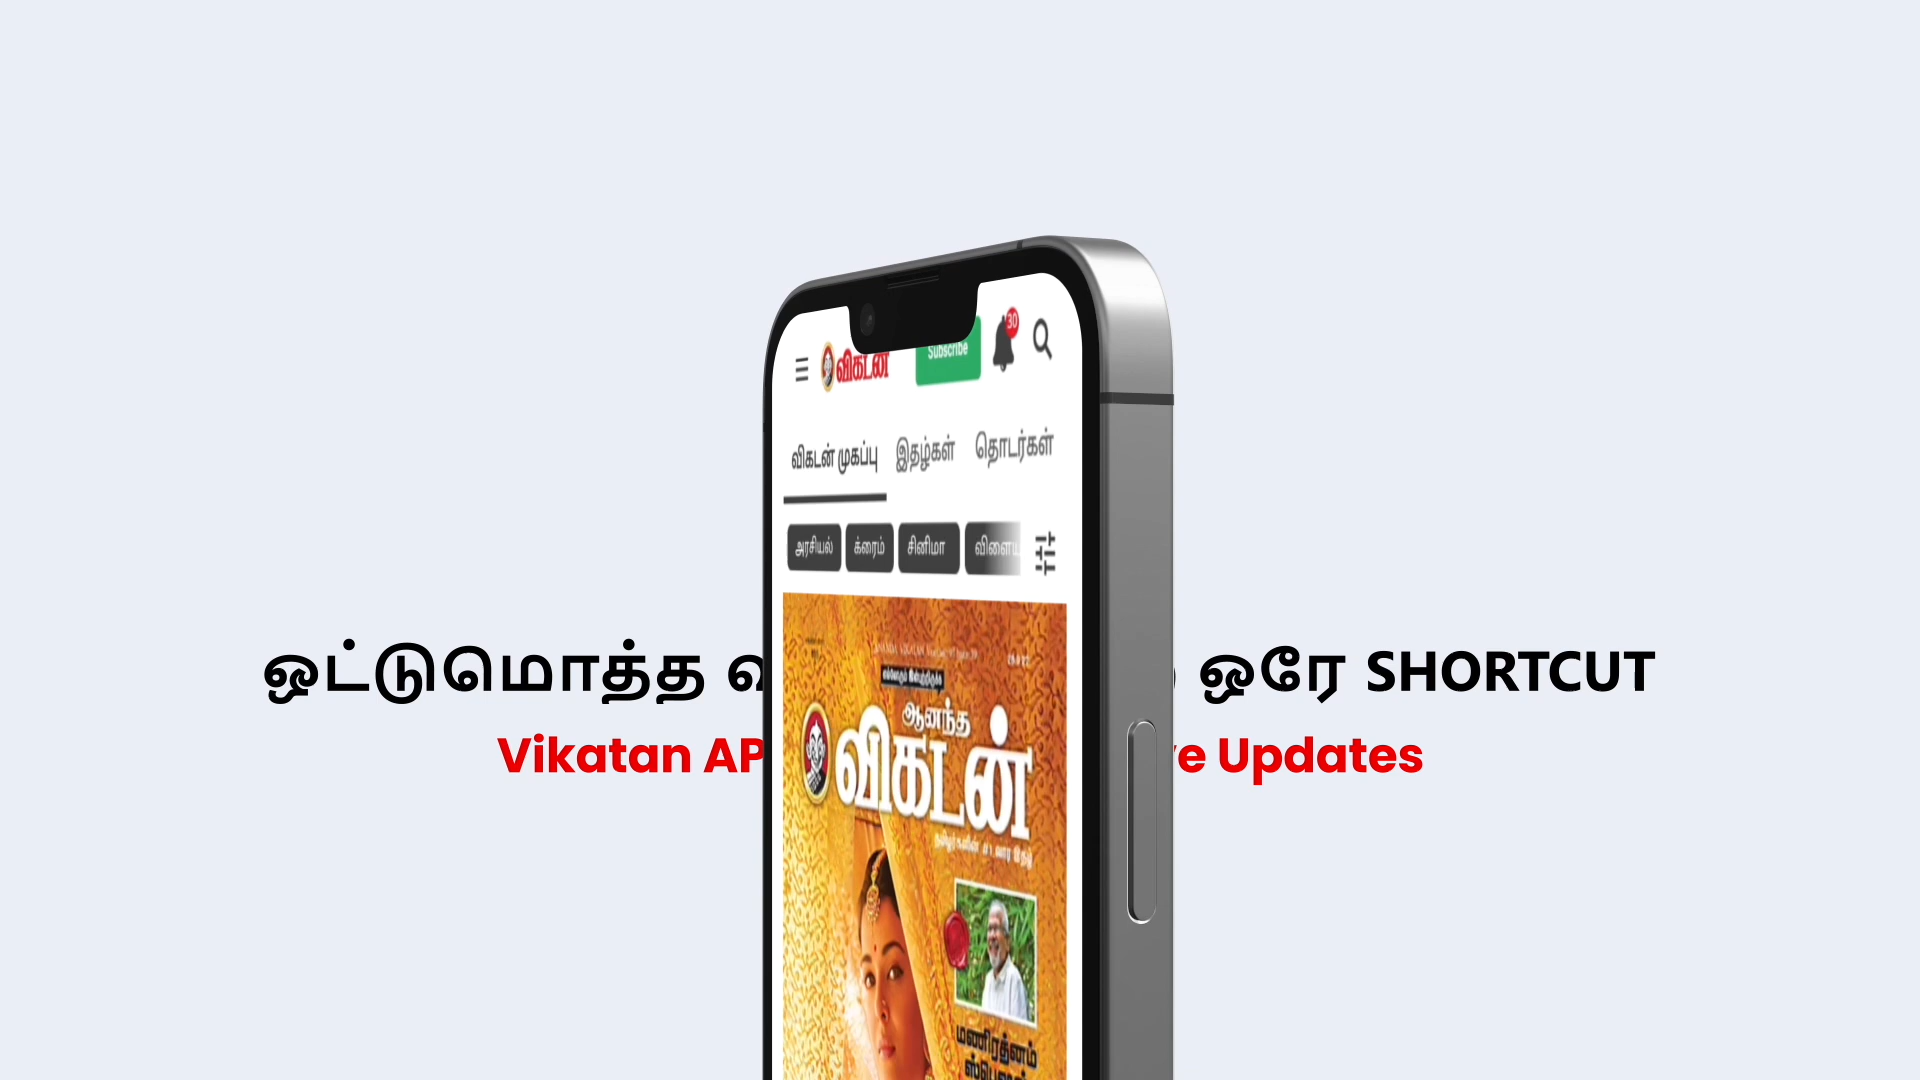 விகடன்
Subscribe
30
விகடன் முகப்பு இதழ்கள் தொடர்கள்
அரசியல் க்ரைம் சினிமா விளைய
ஒட்டுமொத்த ஒரே SHORTCUT
ஆனந்த
விகடன்
Vikatan AP Updates
மணிரத்னம்
ஸ்பெஷல்